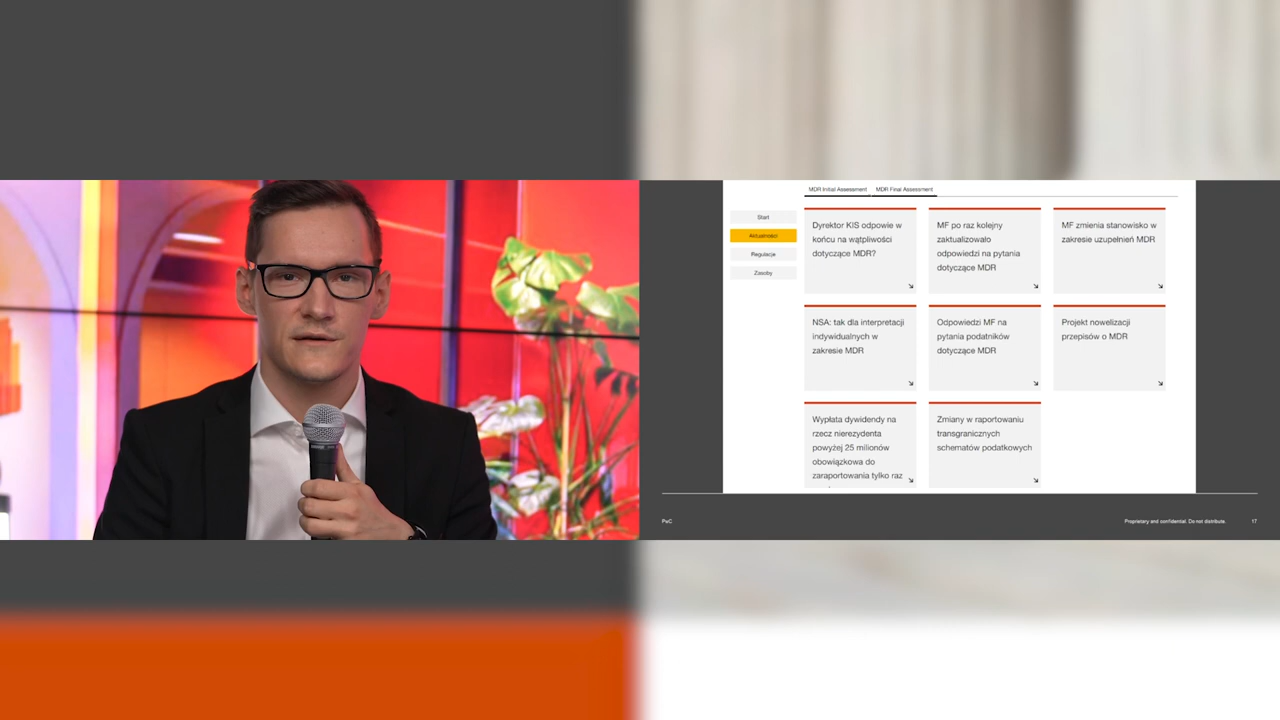 MDR Initial Assessment MDR Final Assessment
Start
Aktualności
Regulacje
Zasoby
Dyrektor KIS odpowie w
końcu na wątpliwości
dotyczące MDR?
MF po raz kolejny
zaktualizowało
odpowiedzi na pytania
dotyczące MDR
MF zmienia stanowisko w
zakresie uzupełnień MDR
NSA: tak dla interpretacji
indywidualnych w
zakresie MDR
Odpowiedzi MF na
pytania podatników
dotyczące MDR
Projekt nowelizacji
przepisów o MDR
Wypłata dywidendy na
rzecz nierezydenta
powyżej 25 milionów
obowiązkowa do
zaraportowania tylko raz
Zmiany w raportowaniu
transgranicznych
schematów podatkowych
PwC
Proprietary and confidential. Do not distribute.
17